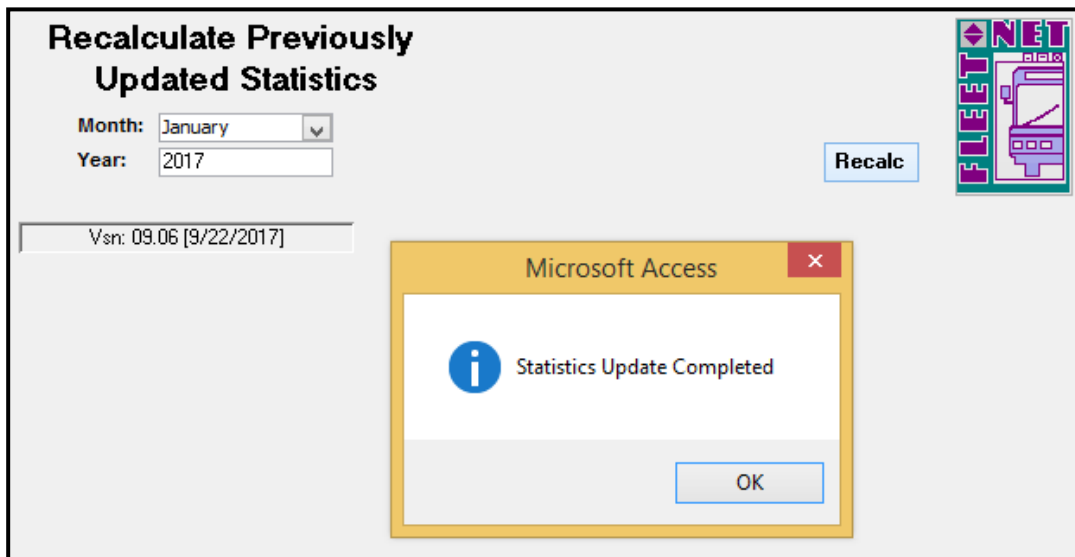 Recalculate Previously
Updated Statistics
Month: January
Year: 2017
Recalc
FLEET
NET
Vsn: 09.06 [9/22/2017]
Microsoft Access
×
i
Statistics Update Completed
OK